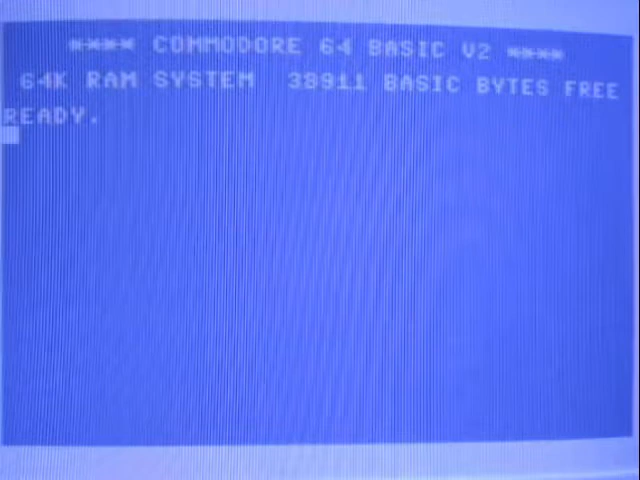 **** COMMODORE 64 BASIC V2 ****
64K RAM SYSTEM 38911 BASIC BYTES FREE
READY.